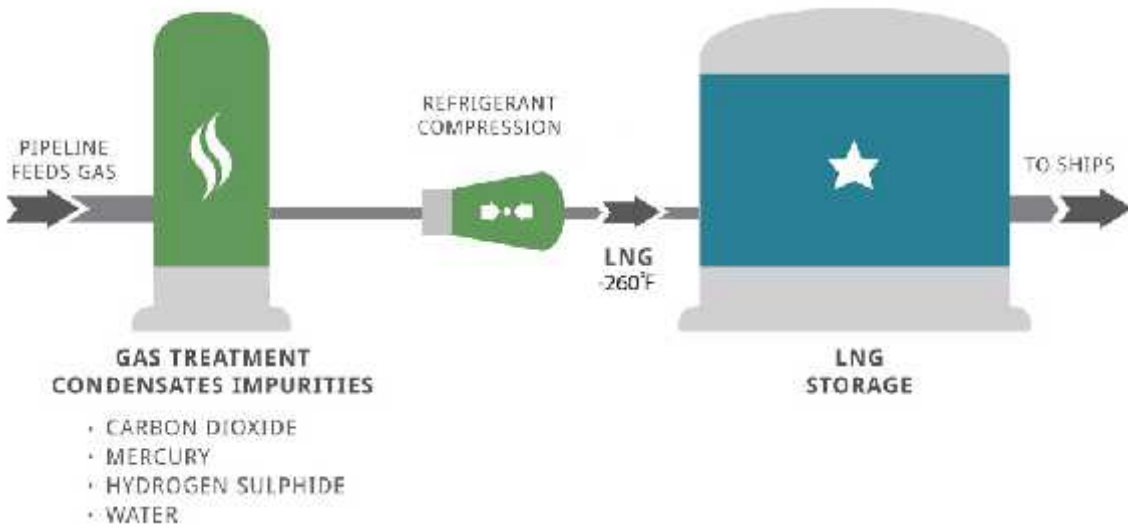 PIPELINE
FEEDS GAS
REFRIGERANT
COMPRESSION
LNG
-260°F
TO SHIPS
GAS TREATMENT
CONDENSATES IMPURITIES
· CARBON DIOXIDE
· MERCURY
· HYDROGEN SULPHIDE
· WATER
LNG
STORAGE